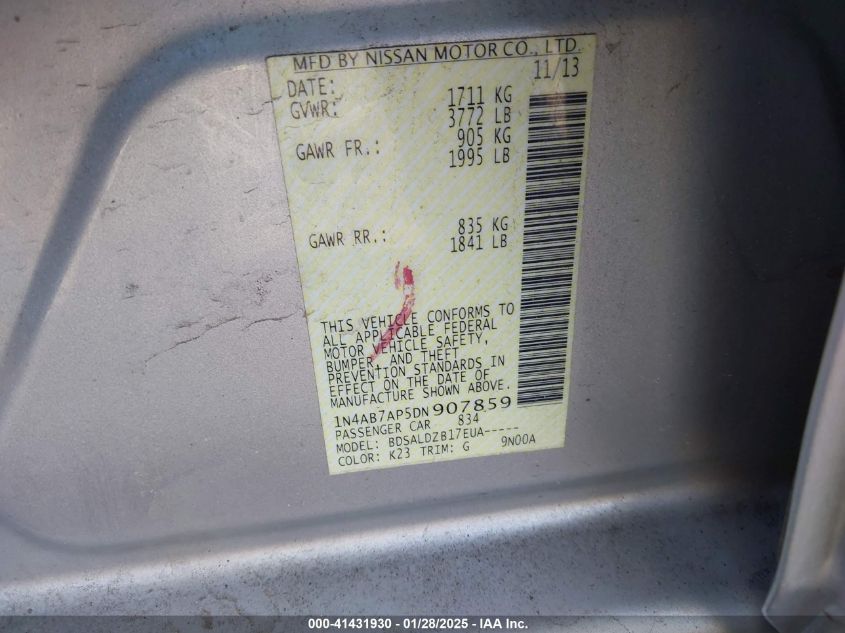 MFD BY NISSAN MOTOR CO., LTD.
DATE: 11/13
GVWR: 1711 KG
3772 LB
GAWR FR.: 905 KG
1995 LB
GAWR RR.: 835 KG
1841 LB
THIS VEHICLE CONFORMS TO
ALL APPLICABLE FEDERAL
MOTOR VEHICLE SAFETY,
BUMPER, AND THEFT
PREVENTION STANDARDS IN
EFFECT ON THE DATE OF
MANUFACTURE SHOWN ABOVE.
1N4AB7AP5DN907859
PASSENGER CAR 834
MODEL: BDSALDZB17EUA-----
COLOR: K23 TRIM: G 9N00A
000-41431930 - 01/28/2025 - IAA Inc.